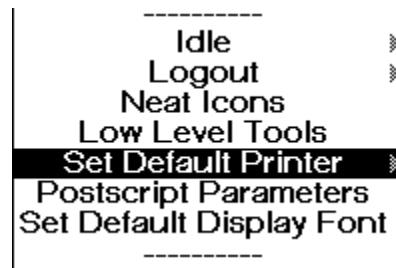 ----------
Idle
Logout
Neat Icons
Low Level Tools
Set Default Printer
Postscript Parameters
Set Default Display Font
----------